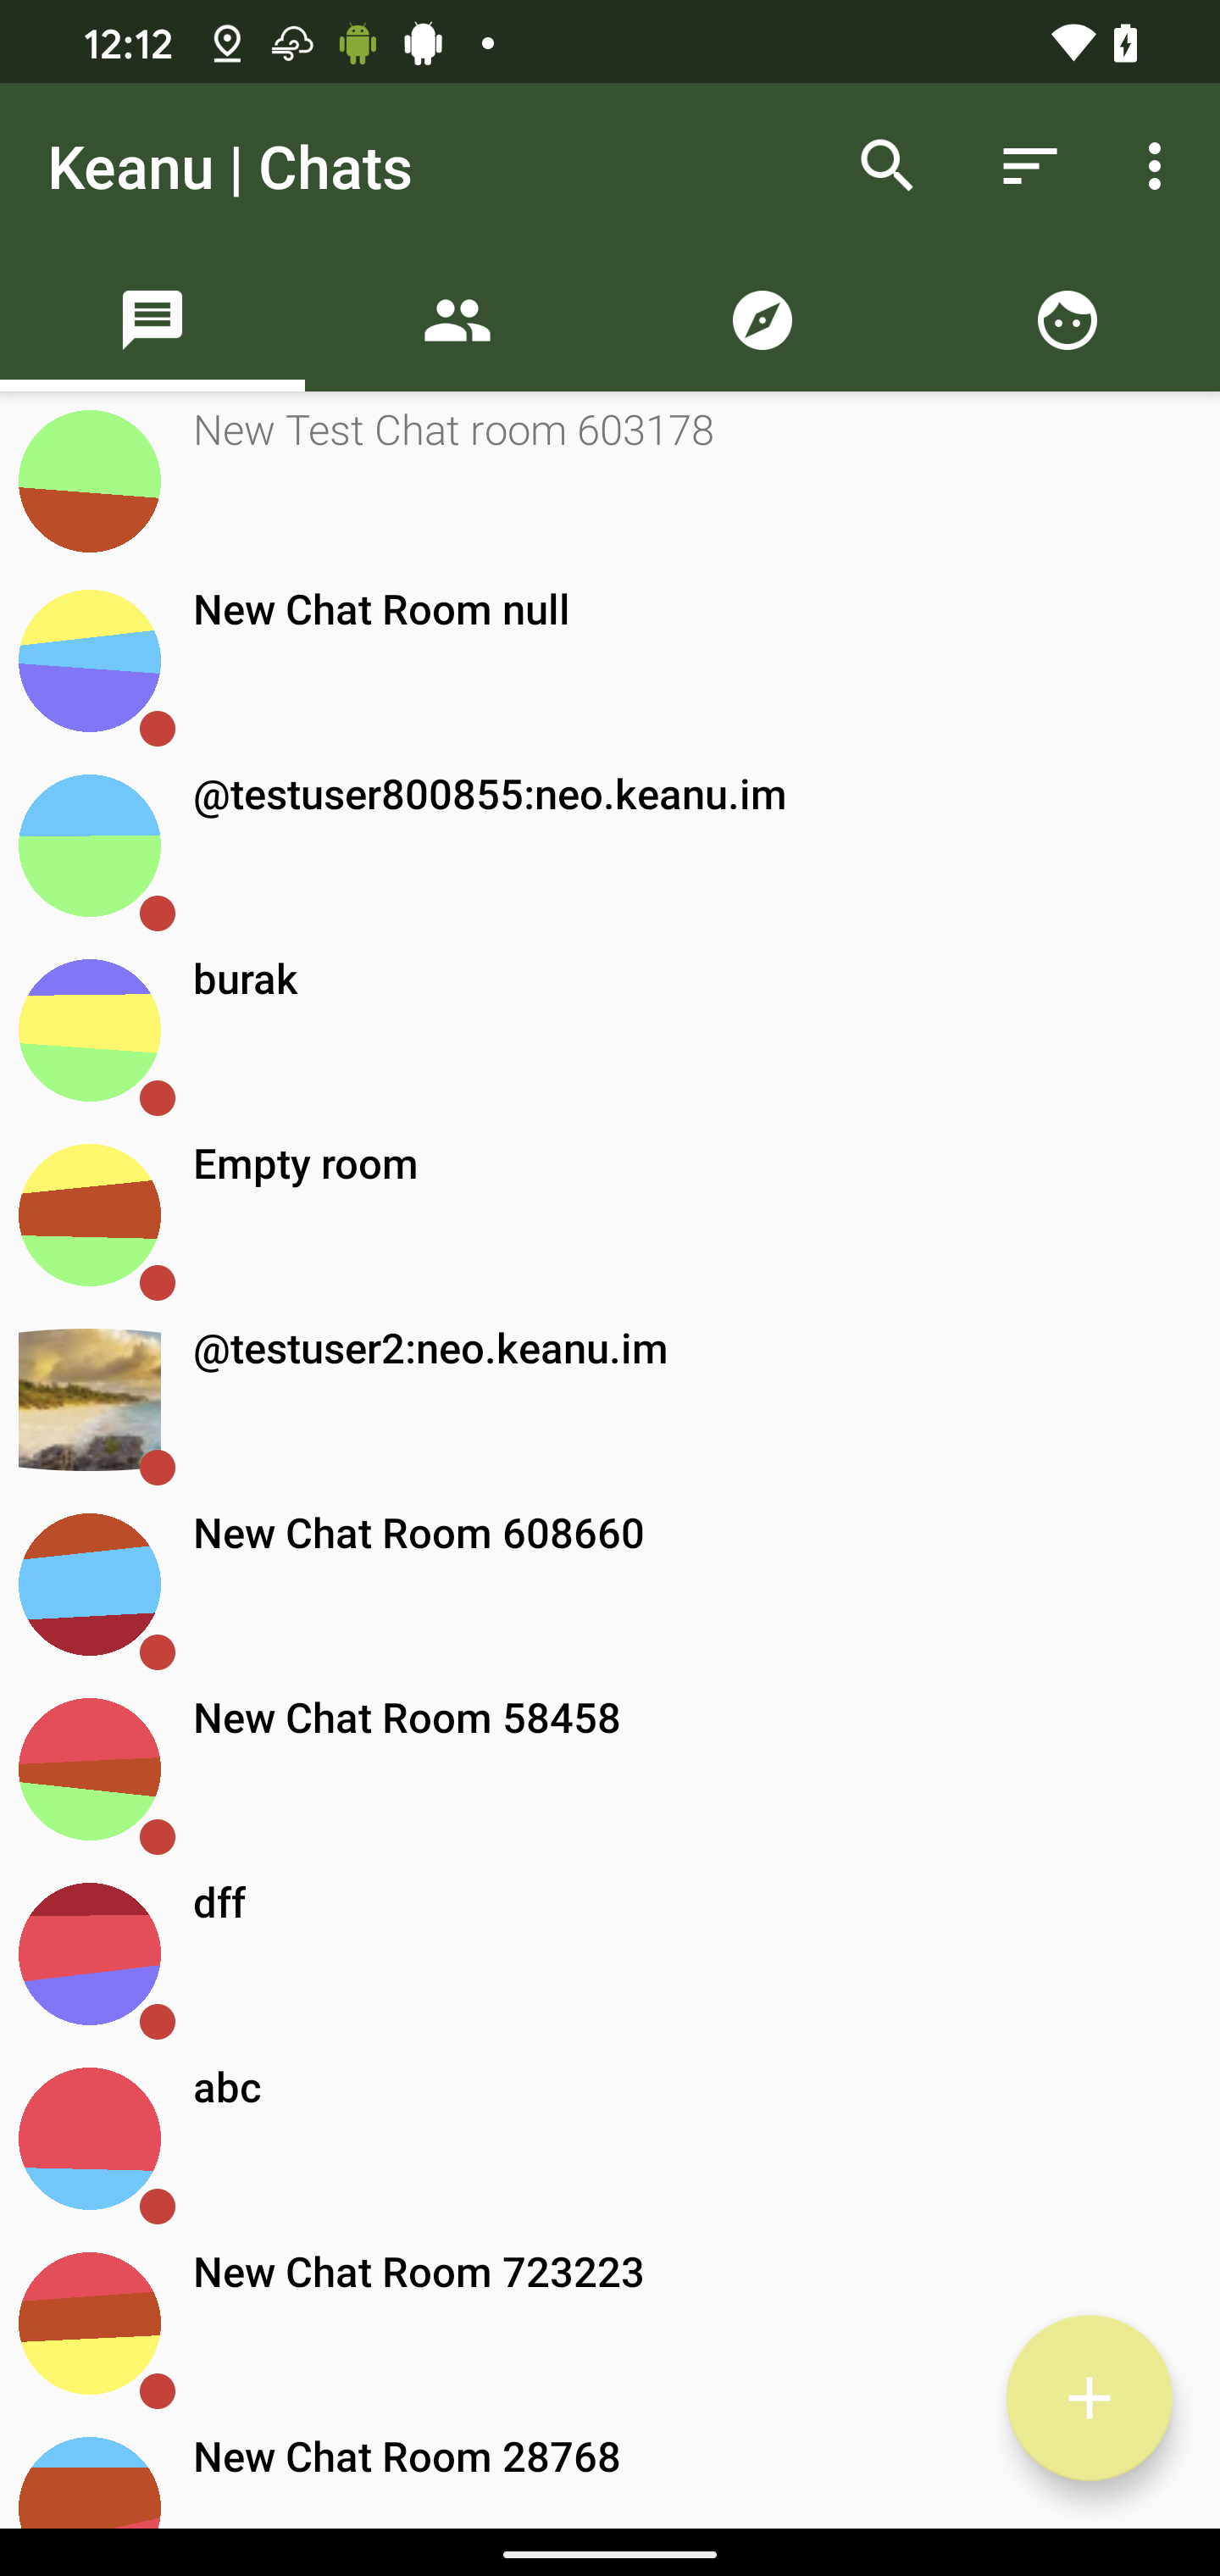 12:12
Keanu | Chats
New Test Chat room 603178
New Chat Room null
@testuser800855:neo.keanu.im
burak
Empty room
@testuser2:neo.keanu.im
New Chat Room 608660
New Chat Room 58458
dff
abc
New Chat Room 723223
New Chat Room 28768